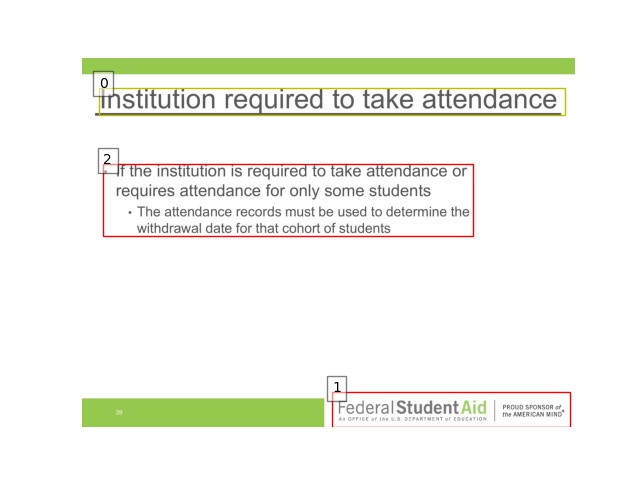 Institution required to take attendance
• If the institution is required to take attendance or
requires attendance for only some students
• The attendance records must be used to determine the
withdrawal date for that cohort of students
39
Federal Student Aid
An OFFICE of the U.S. DEPARTMENT of EDUCATION
PROUD SPONSOR of
the AMERICAN MIND®
0
2
1